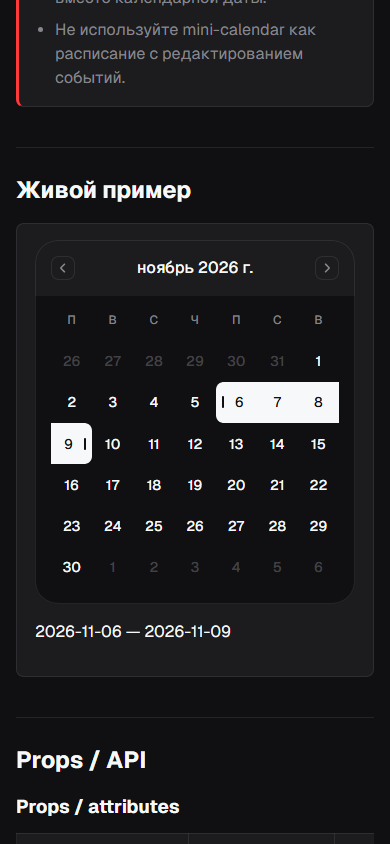 вместо календарной даты.
• Не используйте mini-calendar как
расписание с редактированием
событий.
Живой пример
ноябрь 2026 г.
П В С Ч П С В
26 27 28 29 30 31 1
2 3 4 5 6 7 8
9 10 11 12 13 14 15
16 17 18 19 20 21 22
23 24 25 26 27 28 29
30 1 2 3 4 5 6
2026-11-06 — 2026-11-09
Props / API
Props / attributes